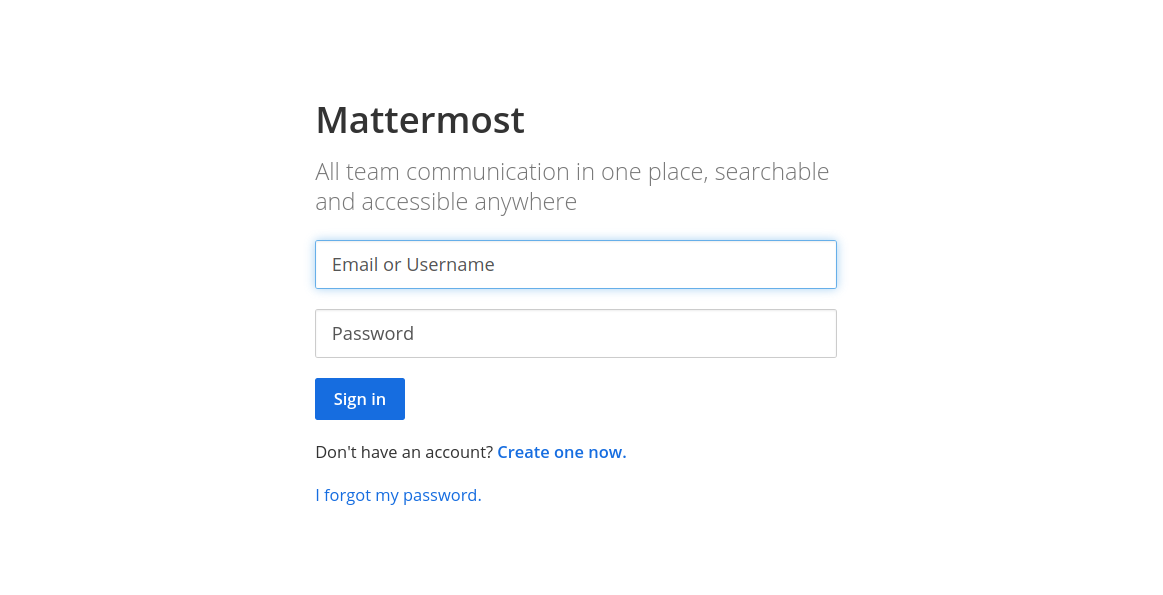 Mattermost
All team communication in one place, searchable
and accessible anywhere
Email or Username
Password
Sign in
Don't have an account? Create one now.
I forgot my password.